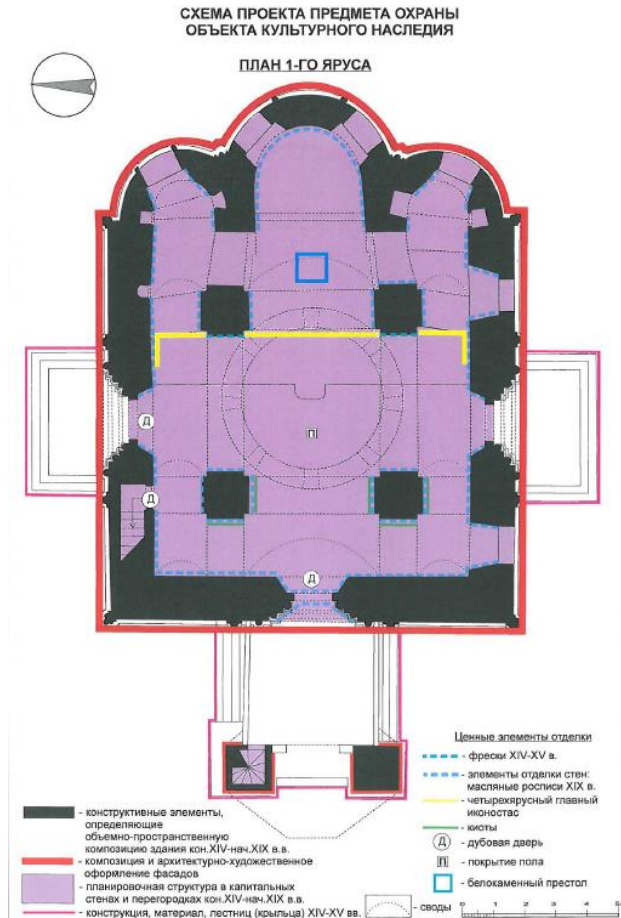 СХЕМА ПРОЕКТА ПРЕДМЕТА ОХРАНЫ
ОБЪЕКТА КУЛЬТУРНОГО НАСЛЕДИЯ
ПЛАН 1-ГО ЯРУСА
Д
П
Д
Д
- конструктивные элементы,
определяющие
объемно-пространственную
композицию здания кон.XIV-нач.XIX в.в.
- композиция и архитектурно-художественное
оформление фасадов
- планировочная структура в капитальных
стенах и перегородках кон.XIV-нач.XIX в.в.
- конструкция, материал, лестниц (крыльца) XIV-XV вв.
Ценные элементы отделки
- фрески XIV-XV в.
- элементы отделки стен:
масляные росписи XIX в.
- четырехярусный главный
иконостас
- киоты
Д - дубовая дверь
П - покрытие пола
- белокаменный престол
- своды
0 1 2 3 4 5м